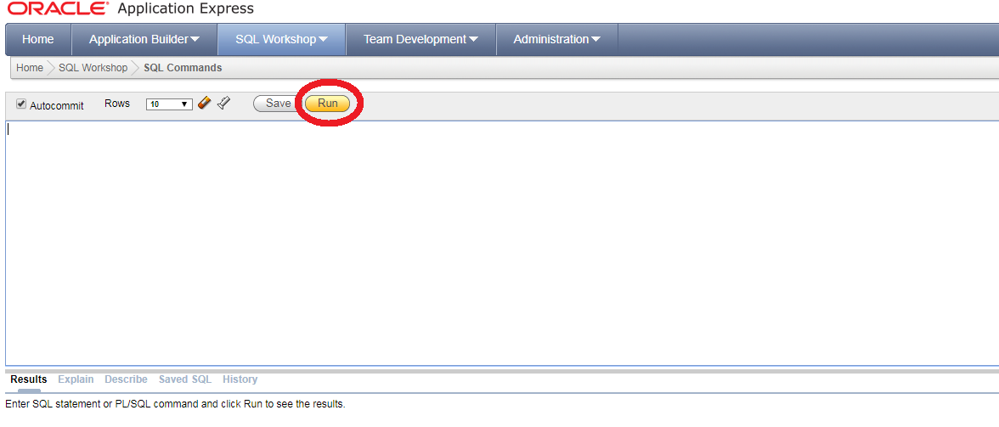 ORACLE Application Express
Home Application Builder SQL Workshop Team Development Administration
Home SQL Workshop SQL Commands
Autocommit Rows 10 Save Run
Results Explain Describe Saved SQL History
Enter SQL statement or PL/SQL command and click Run to see the results.